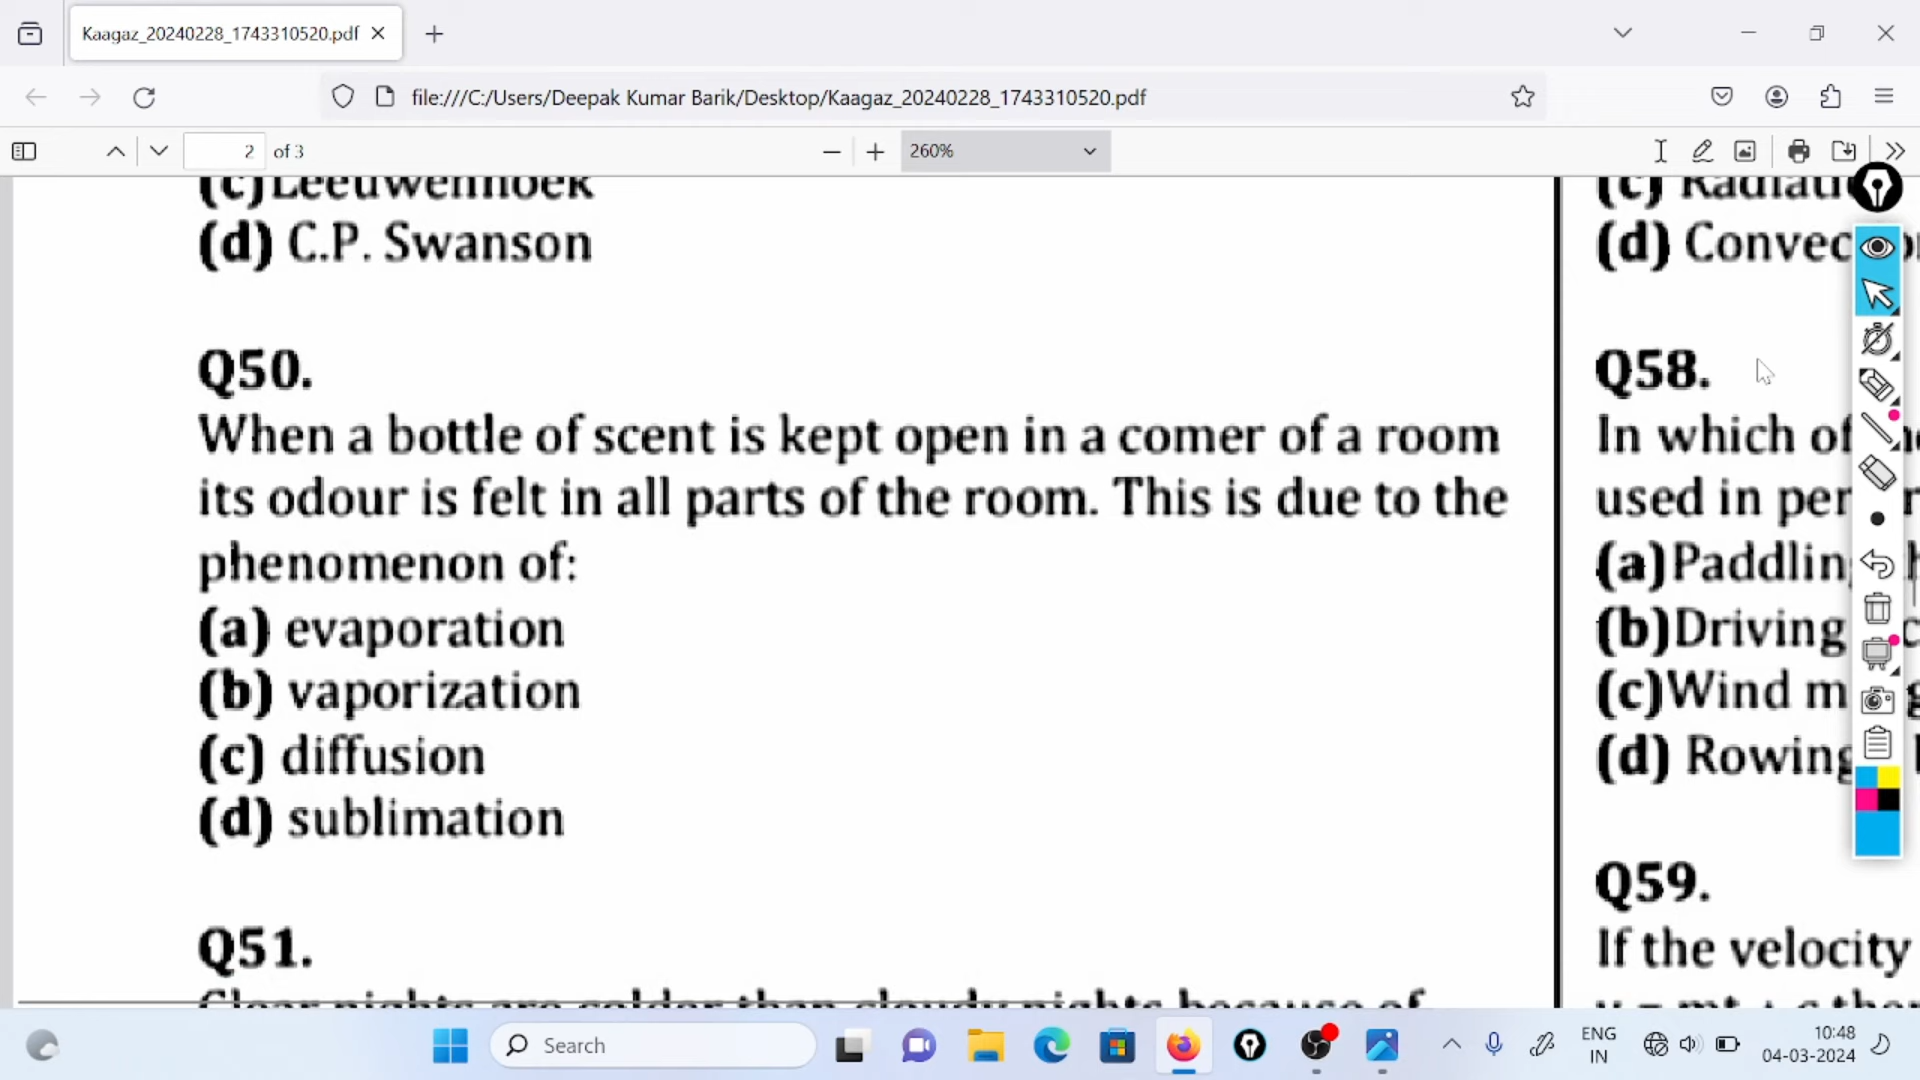 Kaagaz_20240228_1743310520.pdf
file:///C:/Users/Deepak Kumar Barik/Desktop/Kaagaz_20240228_1743310520.pdf
2 of 3
260%
(c)Leeuwenhoek
(d) C.P. Swanson
Q50.
When a bottle of scent is kept open in a comer of a room
its odour is felt in all parts of the room. This is due to the
phenomenon of:
(a) evaporation
(b) vaporization
(c) diffusion
(d) sublimation
Q51.
Clear nights are colder than cloudy nights because of
(c)
(d)
Q58.
In which of
used in
(a)
(b)Driving
(c)Wind
(d) Rowing
Q59.
If the velocity
Search
ENG
IN
10:48
04-03-2024